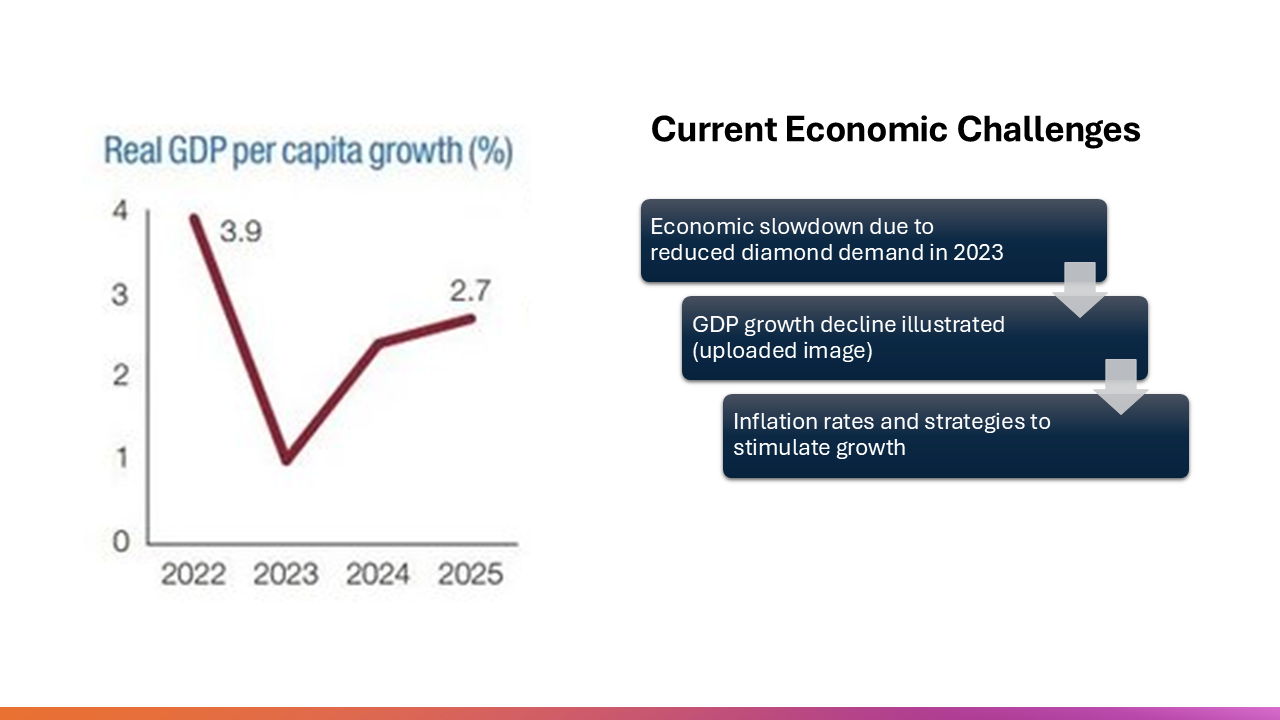 Real GDP per capita growth (%)
4
3.9
3
2.7
2
1
0
2022 2023 2024 2025
Current Economic Challenges
Economic slowdown due to
reduced diamond demand in 2023
GDP growth decline illustrated
(uploaded image)
Inflation rates and strategies to
stimulate growth